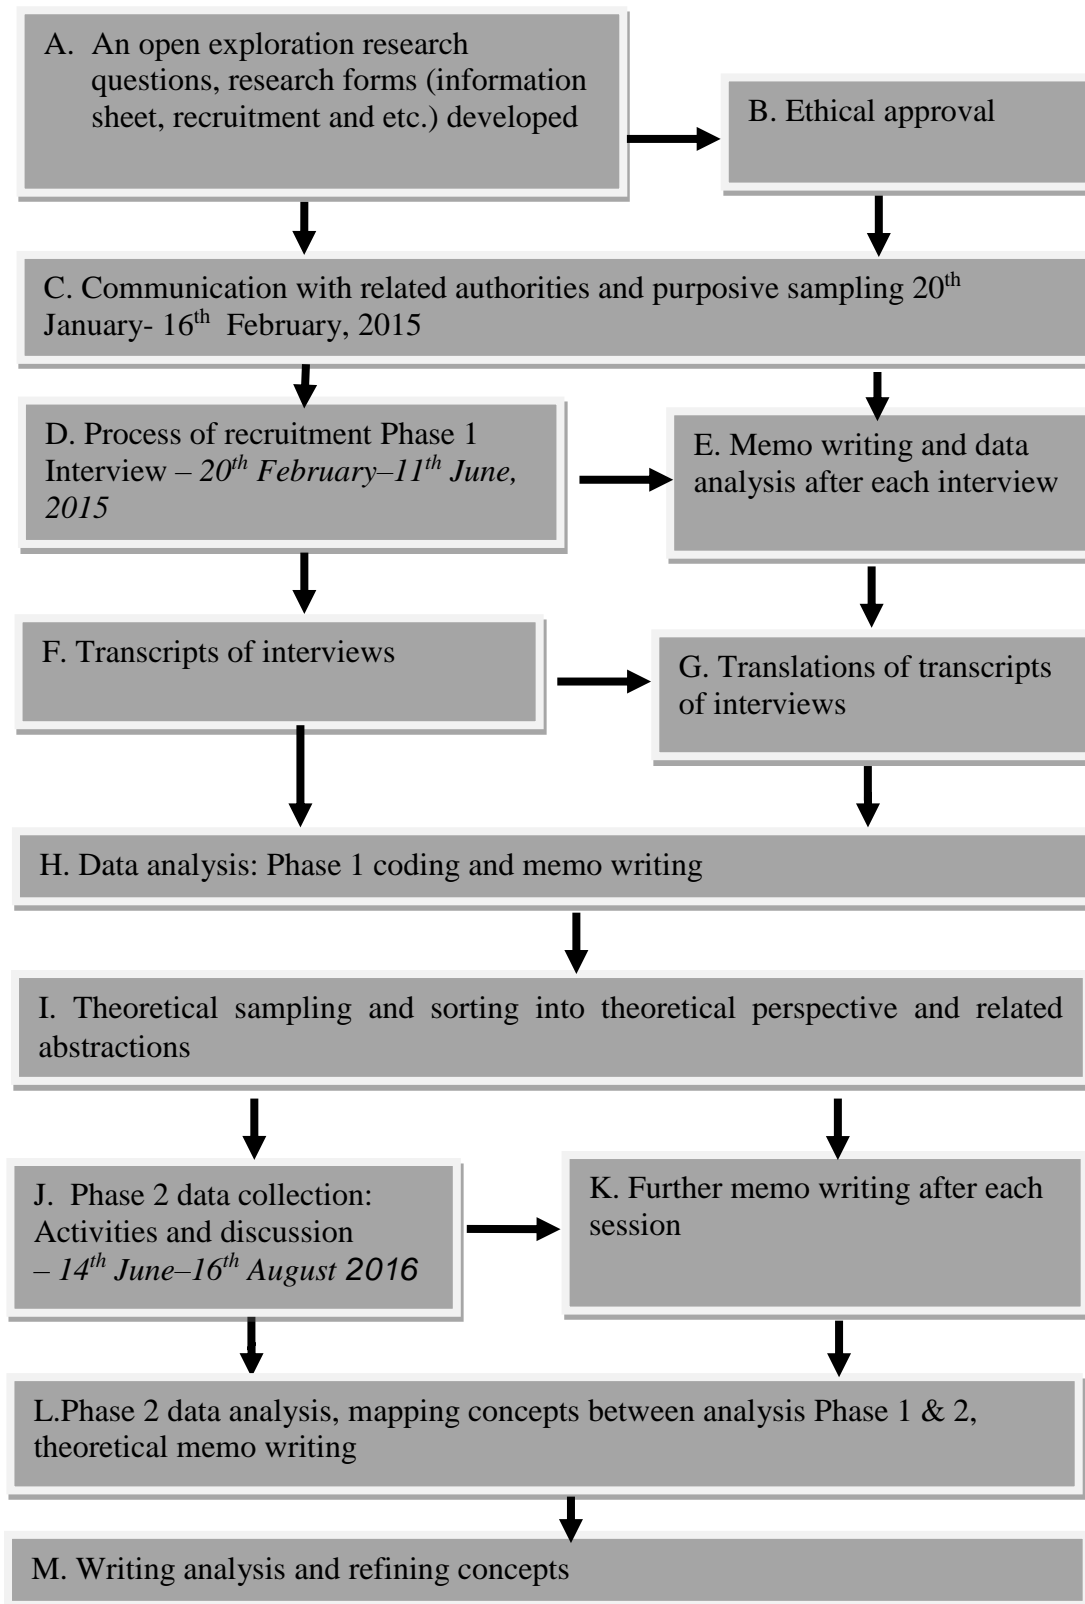 A. An open exploration research
questions, research forms (information
sheet, recruitment and etc.) developed
B. Ethical approval
C. Communication with related authorities and purposive sampling 20th
January- 16th February, 2015
D. Process of recruitment Phase 1
Interview – 20th February–11th June,
2015
E. Memo writing and data
analysis after each interview
F. Transcripts of interviews
G. Translations of transcripts
of interviews
H. Data analysis: Phase 1 coding and memo writing
I. Theoretical sampling and sorting into theoretical perspective and related
abstractions
J. Phase 2 data collection:
Activities and discussion
– 14th June–16th August 2016
K. Further memo writing after each
session
L.Phase 2 data analysis, mapping concepts between analysis Phase 1 & 2,
theoretical memo writing
M. Writing analysis and refining concepts